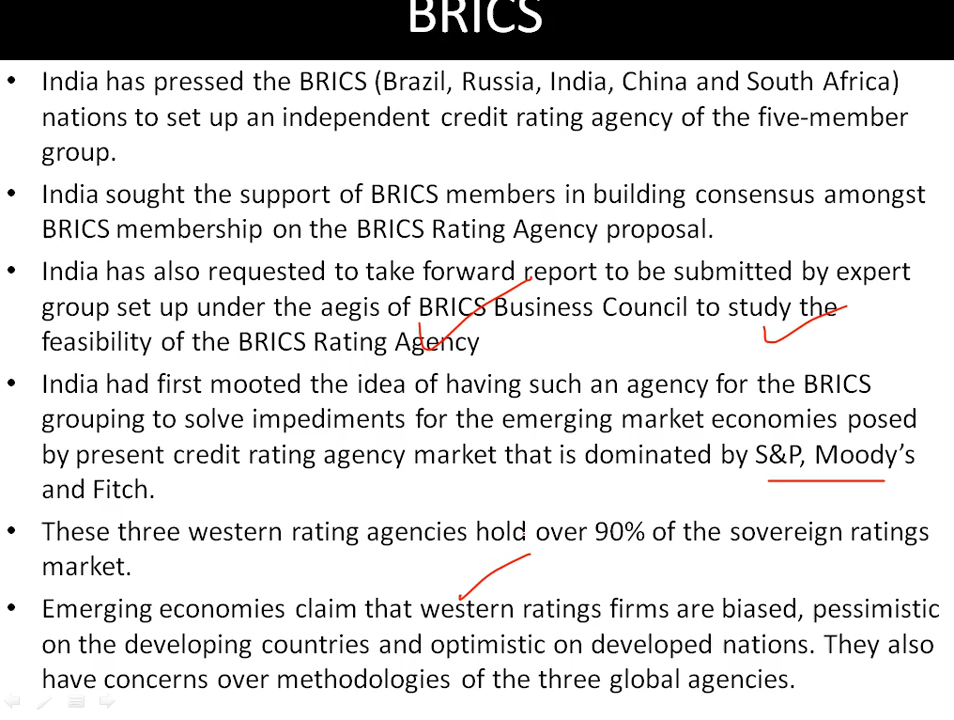 BRICS
• India has pressed the BRICS (Brazil, Russia, India, China and South Africa)
nations to set up an independent credit rating agency of the five-member
group.
• India sought the support of BRICS members in building consensus amongst
BRICS membership on the BRICS Rating Agency proposal.
• India has also requested to take forward report to be submitted by expert
group set up under the aegis of BRICS Business Council to study the
feasibility of the BRICS Rating Agency
• India had first mooted the idea of having such an agency for the BRICS
grouping to solve impediments for the emerging market economies posed
by present credit rating agency market that is dominated by S&P, Moody’s
and Fitch.
• These three western rating agencies hold over 90% of the sovereign ratings
market.
• Emerging economies claim that western ratings firms are biased, pessimistic
on the developing countries and optimistic on developed nations. They also
have concerns over methodologies of the three global agencies.